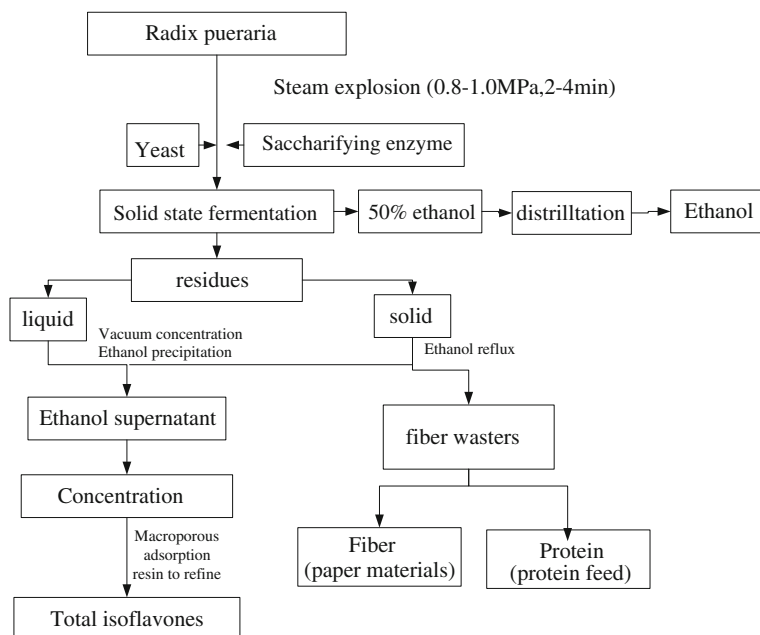 Radix pueraria
Steam explosion (0.8-1.0MPa,2-4min)
Yeast
Saccharifying enzyme
Solid state fermentation
50% ethanol
distrilltation
Ethanol
residues
liquid
solid
Vacuum concentration
Ethanol precipitation
Ethanol reflux
Ethanol supernatant
fiber wasters
Concentration
Macroporous
adsorption
resin to refine
Fiber
(paper materials)
Protein
(protein feed)
Total isoflavones